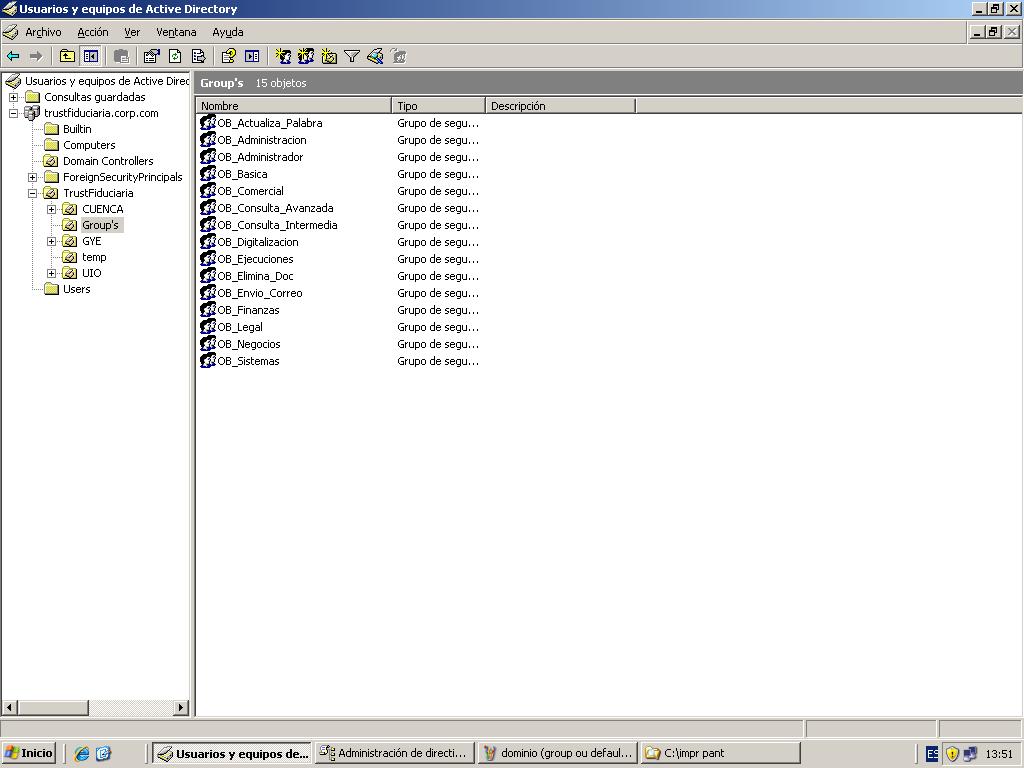 Usuarios y equipos de Active Directory
Archivo Acción Ver Ventana Ayuda
Usuarios y equipos de Active Direc
Consultas guardadas
trustfiduciaria.corp.com
Builtin
Computers
Domain Controllers
ForeignSecurityPrincipals
TrustFiduciaria
CUENCA
Group's
GYE
temp
UIO
Users
Group's 15 objetos
Nombre Tipo Descripción
OB_Actualiza_Palabra Grupo de segu...
OB_Administracion Grupo de segu...
OB_Administrador Grupo de segu...
OB_Basica Grupo de segu...
OB_Comercial Grupo de segu...
OB_Consulta_Avanzada Grupo de segu...
OB_Consulta_Intermedia Grupo de segu...
OB_Digitalizacion Grupo de segu...
OB_Ejecuciones Grupo de segu...
OB_Elimina_Doc Grupo de segu...
OB_Envio_Correo Grupo de segu...
OB_Finanzas Grupo de segu...
OB_Legal Grupo de segu...
OB_Negocios Grupo de segu...
OB_Sistemas Grupo de segu...
Inicio Usuarios y equipos de... Administración de directi... dominio (group ou defaul... C:\impr pant ES 13:51